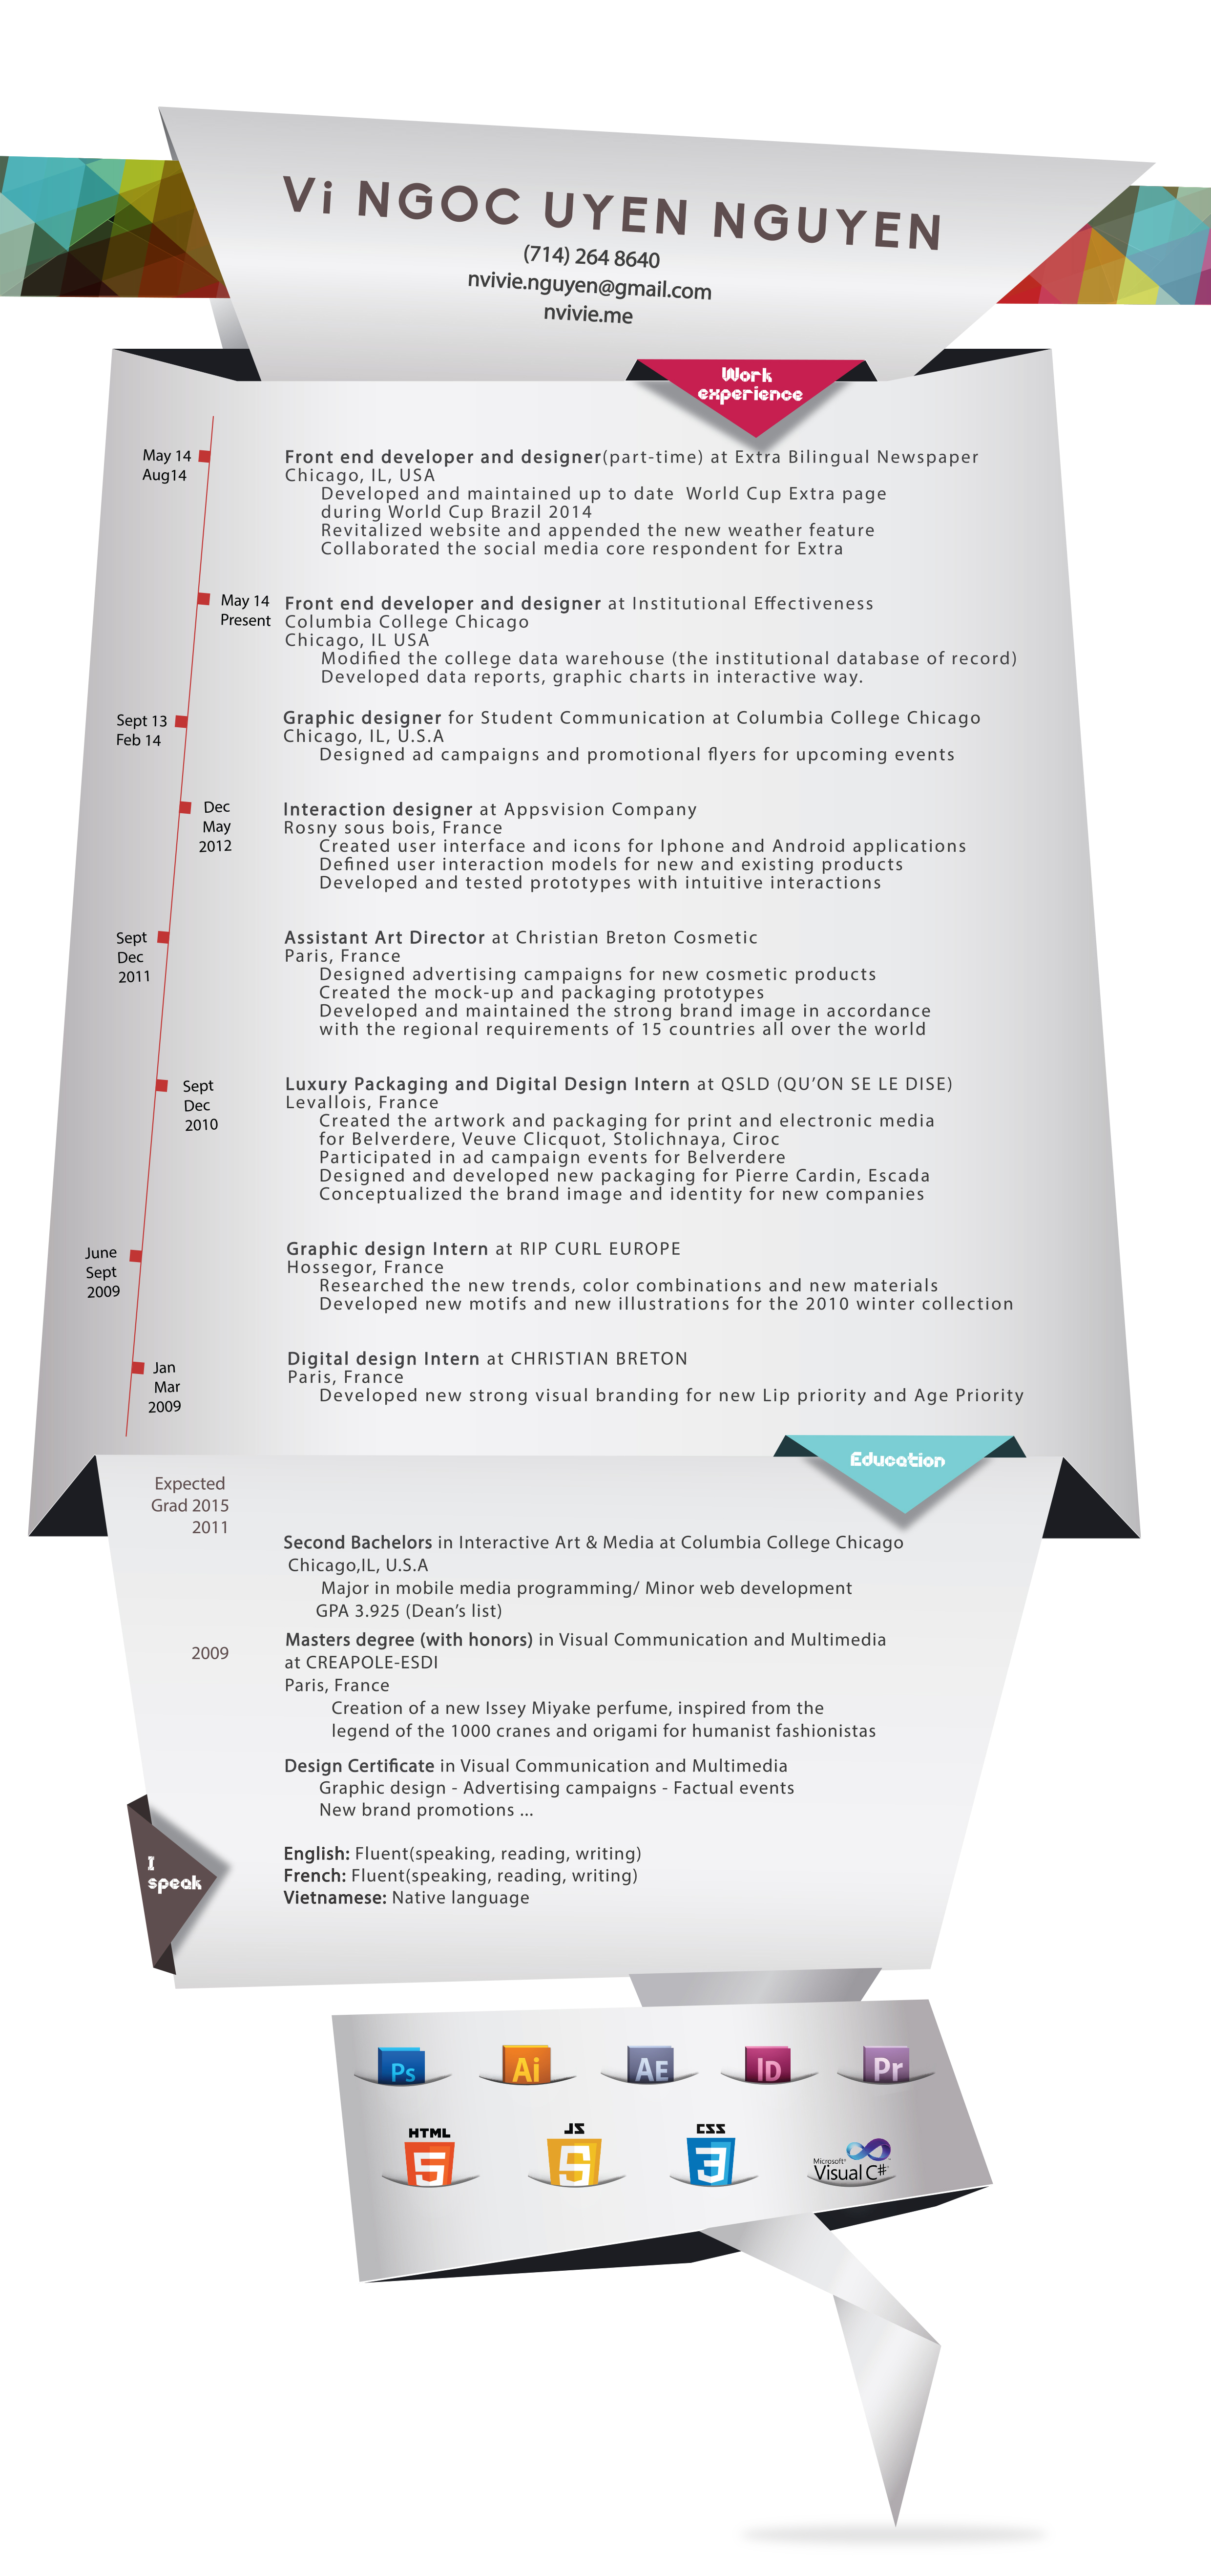 Vi NGOC UYEN NGUYEN
(714) 264 8640
nvivie.nguyen@gmail.com
nvivie.me
Work
experience
May 14
Aug14
Front end developer and designer(part-time) at Extra Bilingual Newspaper
Chicago, IL, USA
Developed and maintained up to date World Cup Extra page
during World Cup Brazil 2014
Revitalized website and appended the new weather feature
Collaborated the social media core respondent for Extra
May 14
Present
Front end developer and designer at Institutional Effectiveness
Columbia College Chicago
Chicago, IL USA
Modified the college data warehouse (the institutional database of record)
Developed data reports, graphic charts in interactive way.
Sept 13
Feb 14
Graphic designer for Student Communication at Columbia College Chicago
Chicago, IL, U.S.A
Designed ad campaigns and promotional flyers for upcoming events
Dec
May
2012
Interaction designer at Appsvision Company
Rosny sous bois, France
Created user interface and icons for Iphone and Android applications
Defined user interaction models for new and existing products
Developed and tested prototypes with intuitive interactions
Sept
Dec
2011
Assistant Art Director at Christian Breton Cosmetic
Paris, France
Designed advertising campaigns for new cosmetic products
Created the mock-up and packaging prototypes
Developed and maintained the strong brand image in accordance
with the regional requirements of 15 countries all over the world
Sept
Dec
2010
Luxury Packaging and Digital Design Intern at QSLD (QU'ON SE LE DISE)
Levallois, France
Created the artwork and packaging for print and electronic media
for Belverdere, Veuve Clicquot, Stolichnaya, Ciroc
Participated in ad campaign events for Belverdere
Designed and developed new packaging for Pierre Cardin, Escada
Conceptualized the brand image and identity for new companies
June
Sept
2009
Graphic design Intern at RIP CURL EUROPE
Hossegor, France
Researched the new trends, color combinations and new materials
Developed new motifs and new illustrations for the 2010 winter collection
Jan
Mar
2009
Digital design Intern at CHRISTIAN BRETON
Paris, France
Developed new strong visual branding for new Lip priority and Age Priority
Education
Expected
Grad 2015
2011
Second Bachelors in Interactive Art & Media at Columbia College Chicago
Chicago,IL, U.S.A
Major in mobile media programming/ Minor web development
GPA 3.925 (Dean's list)
2009
Masters degree (with honors) in Visual Communication and Multimedia
at CREAPOLE-ESDI
Paris, France
Creation of a new Issey Miyake perfume, inspired from the
legend of the 1000 cranes and origami for humanist fashionistas
Design Certificate in Visual Communication and Multimedia
Graphic design - Advertising campaigns - Factual events
New brand promotions ...
I
speak
English: Fluent(speaking, reading, writing)
French: Fluent(speaking, reading, writing)
Vietnamese: Native language
Ps Ai AE ID Pr
HTML JS CSS
5 5 3
Microsoft®
Visual C#